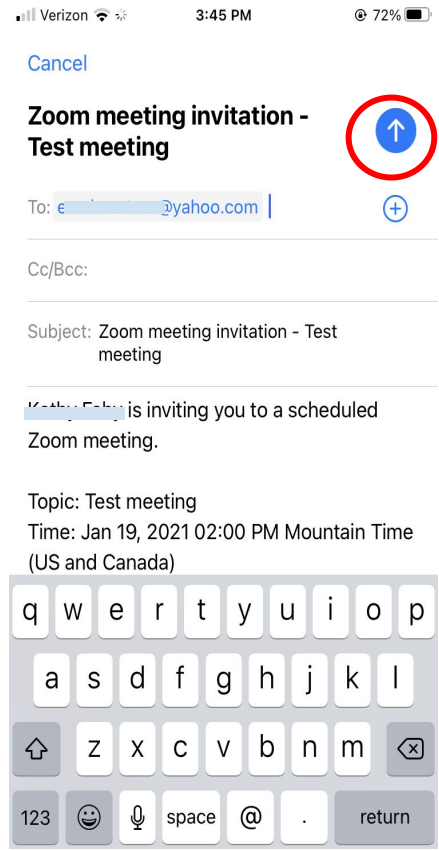 Verizon 3:45 PM 72%
Cancel
Zoom meeting invitation -
Test meeting
To: @yahoo.com
Cc/Bcc:
Subject: Zoom meeting invitation - Test
meeting
is inviting you to a scheduled
Zoom meeting.
Topic: Test meeting
Time: Jan 19, 2021 02:00 PM Mountain Time
(US and Canada)
q w e r t y u i o p
a s d f g h j k l
z x c v b n m
123 space @ . return